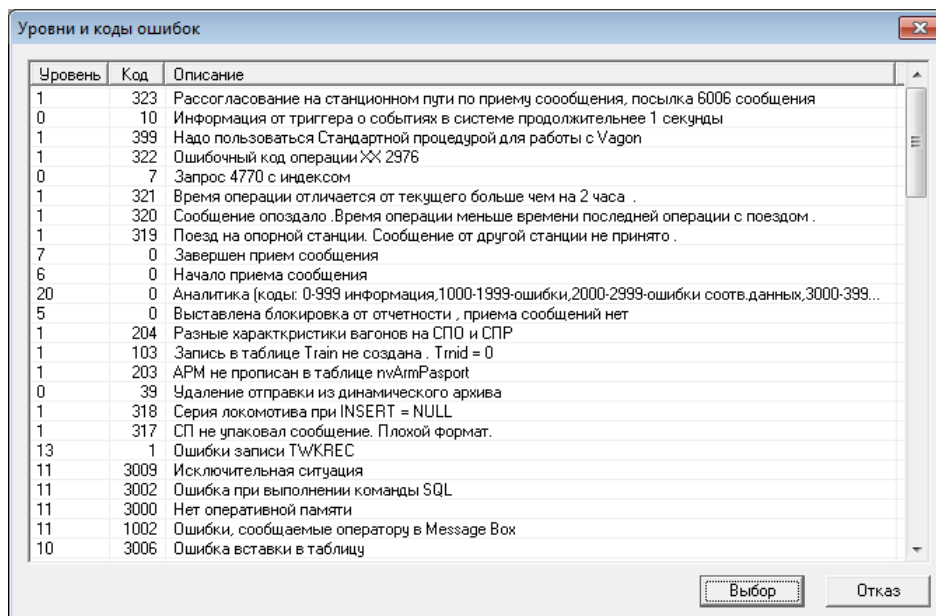 Уровни и коды ошибок
Уровень Код Описание
1 323 Рассогласование на станционном пути по приему соообщения, посылка 6006 сообщения
0 10 Информация от триггера о событиях в системе продолжительнее 1 секунды
1 399 Надо пользоваться Стандартной процедурой для работы с Vagon
1 322 Ошибочный код операции XX 2976
0 7 Запрос 4770 с индексом
1 321 Время операции отличается от текущего больше чем на 2 часа .
1 320 Сообщение опоздало .Время операции меньше времени последней операции с поездом .
1 319 Поезд на опорной станции. Сообщение от другой станции не принято .
7 0 Завершен прием сообщения
6 0 Начало приема сообщения
20 0 Аналитика (коды: 0-999 информация,1000-1999-ошибки,2000-2999-ошибки соотв.данных,3000-399...
5 0 Выставлена блокировка от отчетности , приема сообщений нет
1 204 Разные характкристики вагонов на СПО и СПР
1 103 Запись в таблице Train не создана . Trnid = 0
1 203 АРМ не прописан в таблице nvArmPasport
0 39 Удаление отправки из динамического архива
1 318 Серия локомотива при INSERT = NULL
1 317 СП не упаковал сообщение. Плохой формат.
13 1 Ошибки записи TWKREC
11 3009 Исключительная ситуация
11 3002 Ошибка при выполнении команды SQL
11 3000 Нет оперативной памяти
11 1002 Ошибки, сообщаемые оператору в Message Box
10 3006 Ошибка вставки в таблицу
Выбор Отказ